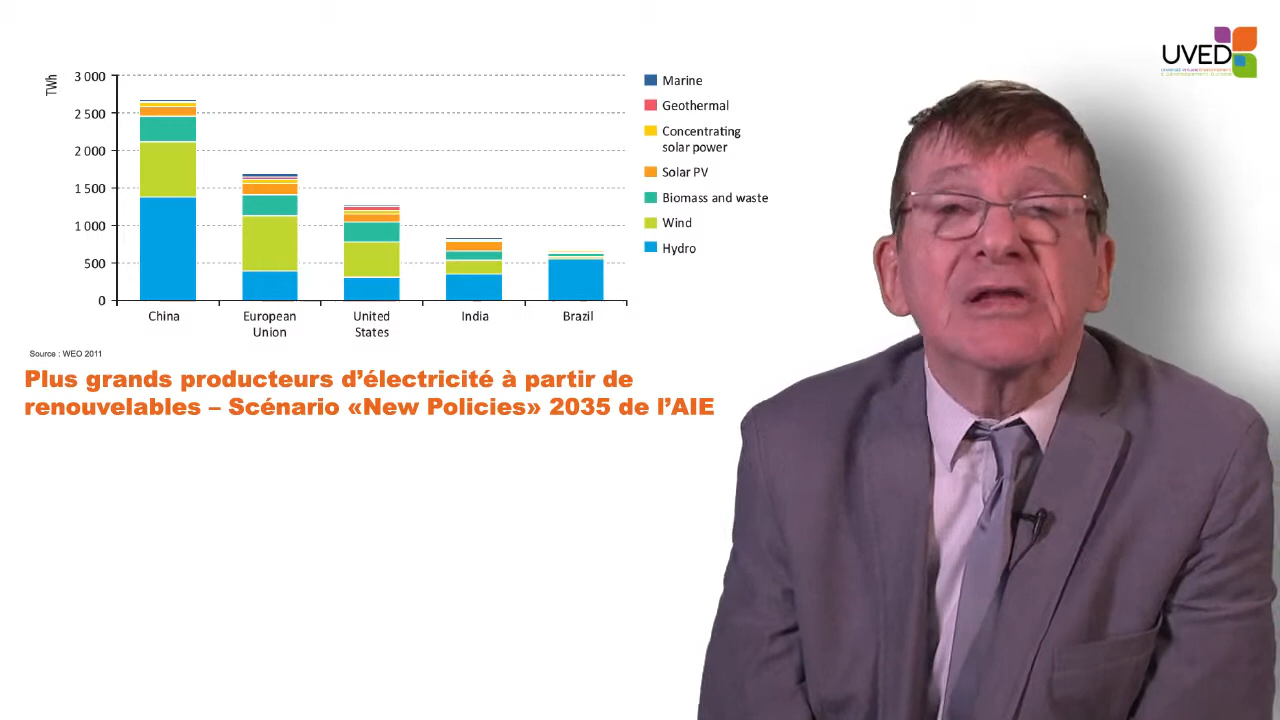 UVED
TWh
3 000
2 500
2 000
1 500
1 000
500
0
China
European
Union
United
States
India
Brazil
Marine
Geothermal
Concentrating
solar power
Solar PV
Biomass and waste
Wind
Hydro
Source : WEO 2011
Plus grands producteurs d’électricité à partir de
renouvelables – Scénario «New Policies» 2035 de l’AIE